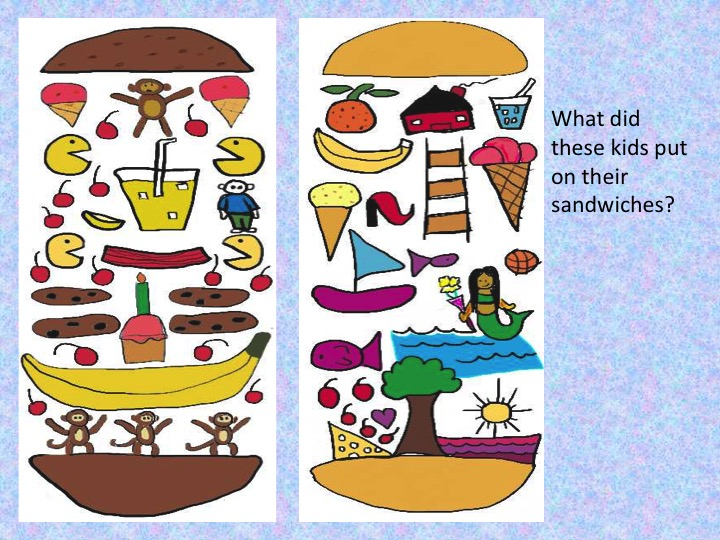 What did
these kids put
on their
sandwiches?